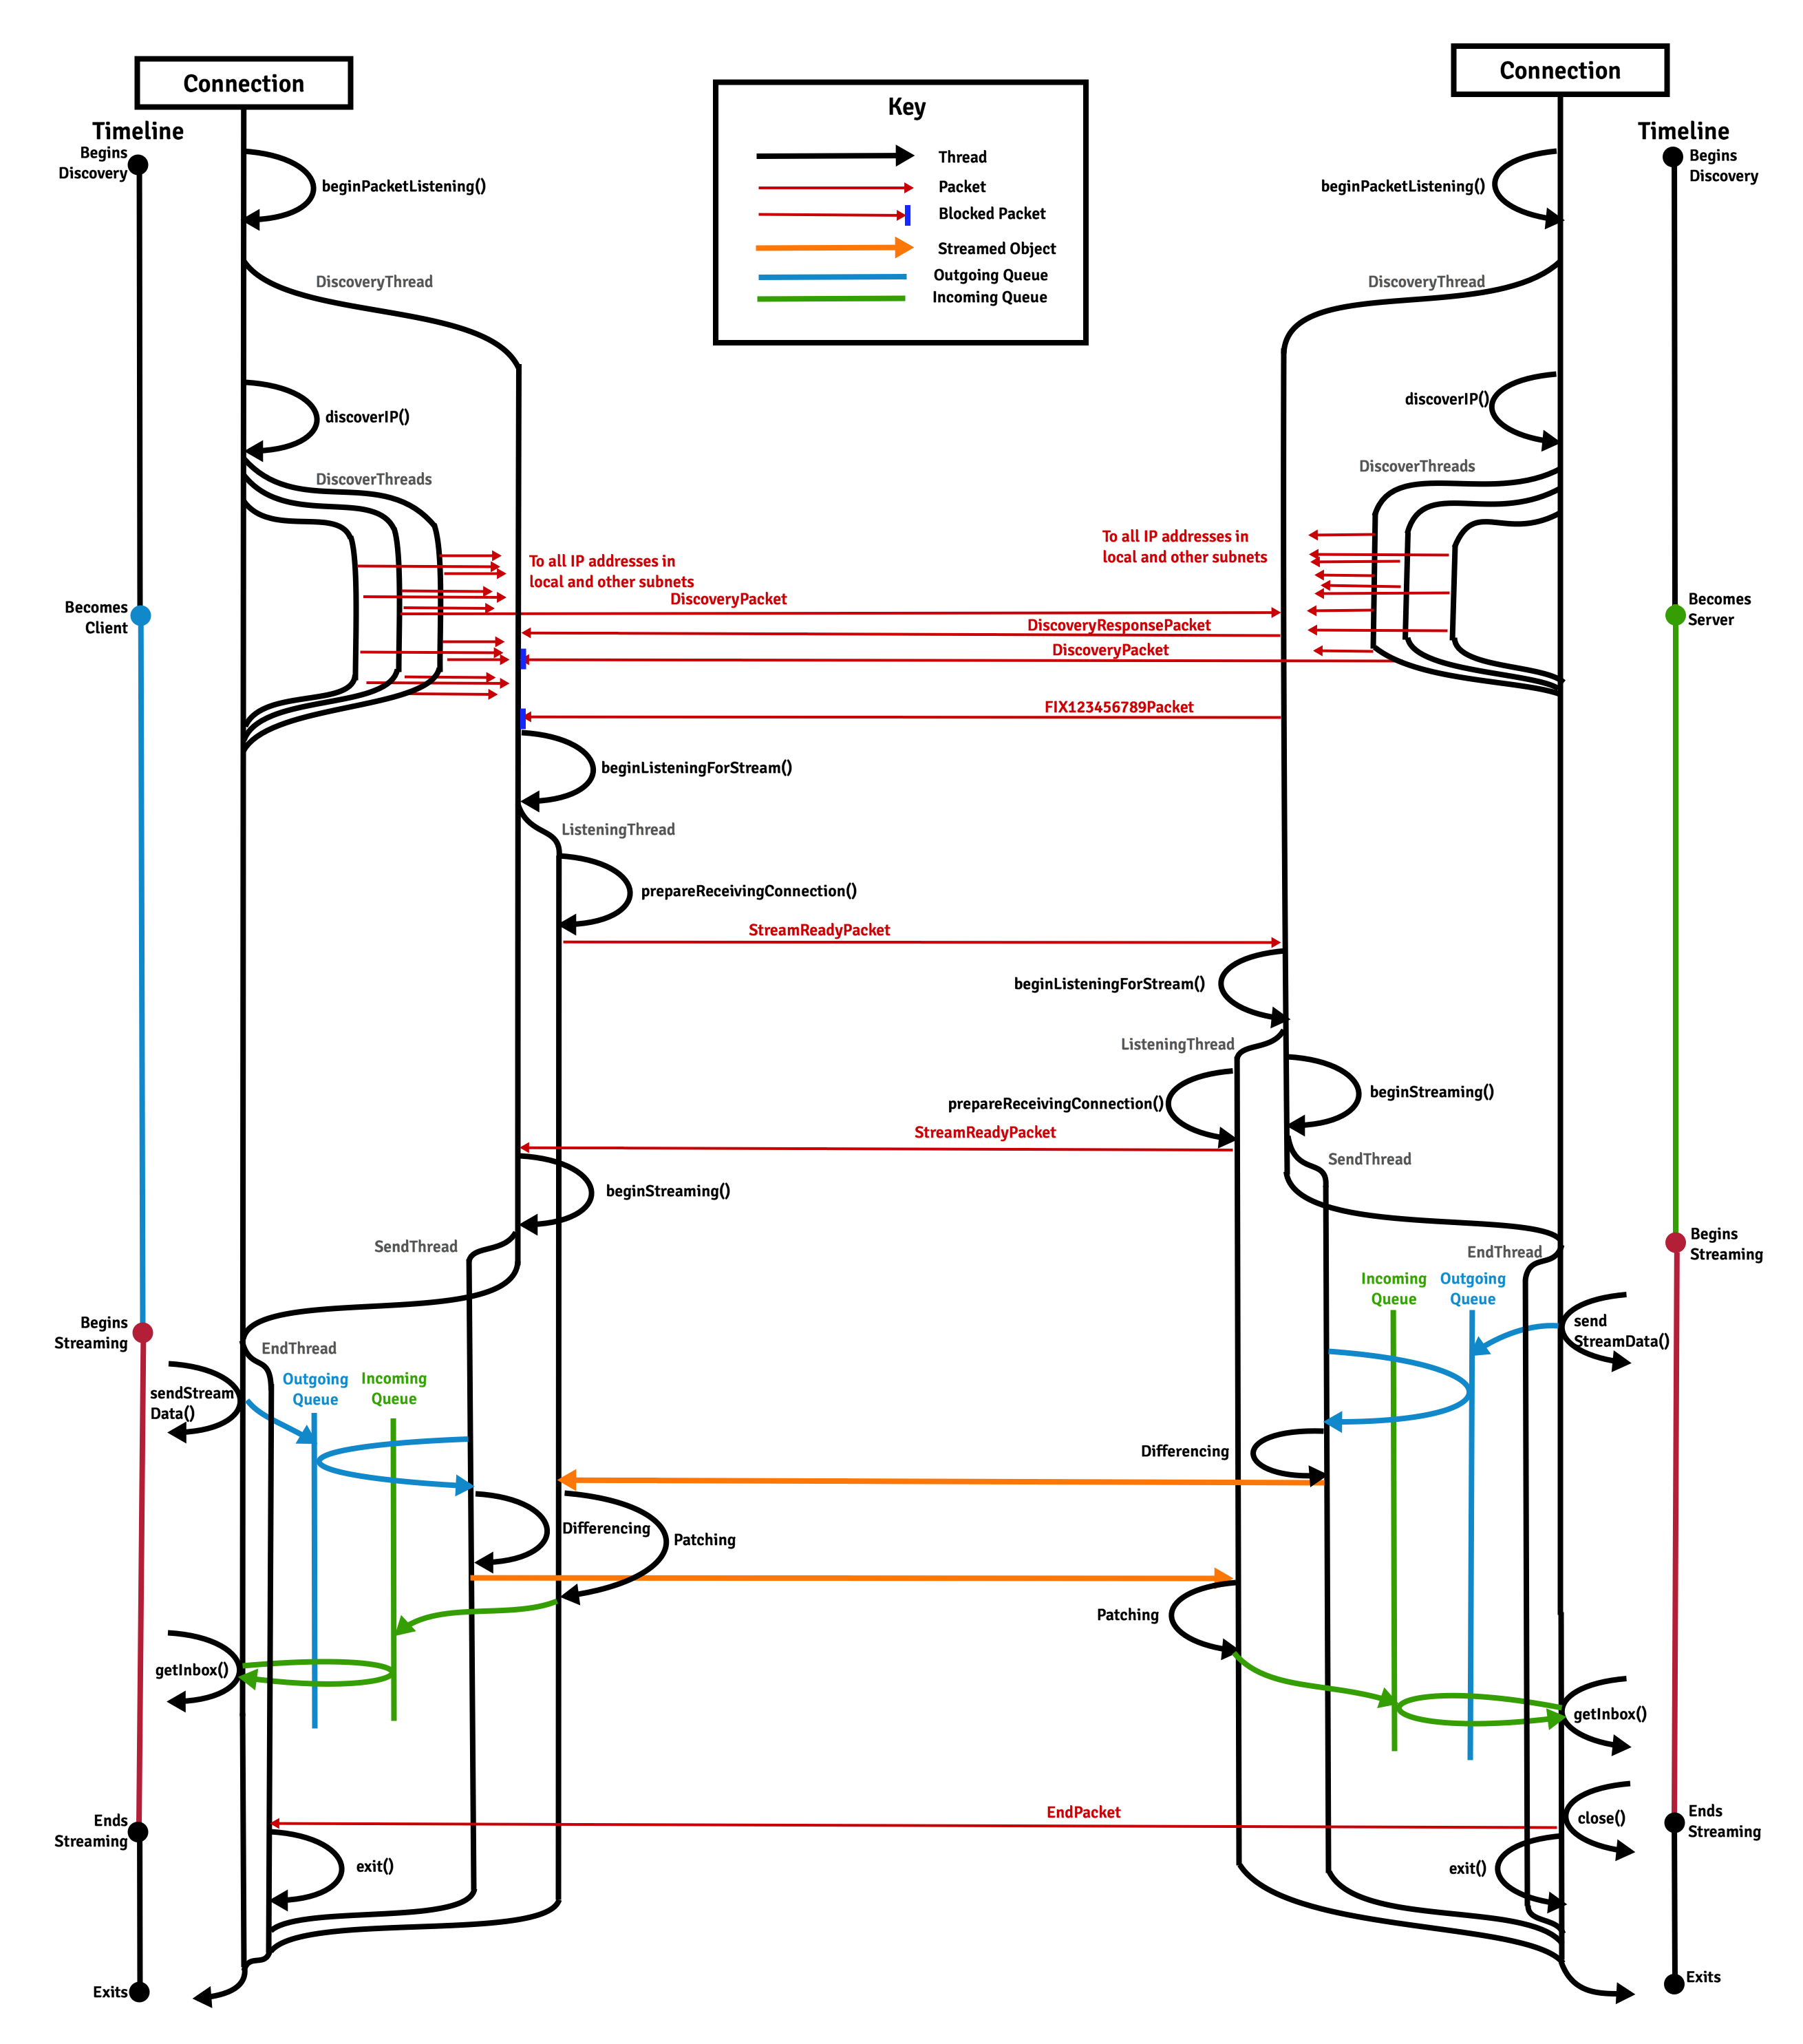 Connection
Connection
Key
Thread
Packet
Blocked Packet
Streamed Object
Outgoing Queue
Incoming Queue
Timeline
Timeline
Begins
Discovery
Begins
Discovery
beginPacketListening()
beginPacketListening()
DiscoveryThread
DiscoveryThread
discoverIP()
discoverIP()
DiscoverThreads
DiscoverThreads
To all IP addresses in
local and other subnets
To all IP addresses in
local and other subnets
Becomes
Client
Becomes
Server
DiscoveryPacket
DiscoveryResponsePacket
DiscoveryPacket
FIX123456789Packet
beginListeningForStream()
ListeningThread
prepareReceivingConnection()
StreamReadyPacket
beginListeningForStream()
ListeningThread
prepareReceivingConnection()
beginStreaming()
StreamReadyPacket
SendThread
beginStreaming()
SendThread
EndThread
Begins
Streaming
Incoming
Queue
Outgoing
Queue
send
StreamData()
Begins
Streaming
EndThread
Outgoing
Queue
Incoming
Queue
sendStream
Data()
Differencing
Differencing
Patching
Patching
getInbox()
getInbox()
EndPacket
close()
Ends
Streaming
Ends
Streaming
exit()
exit()
Exits
Exits